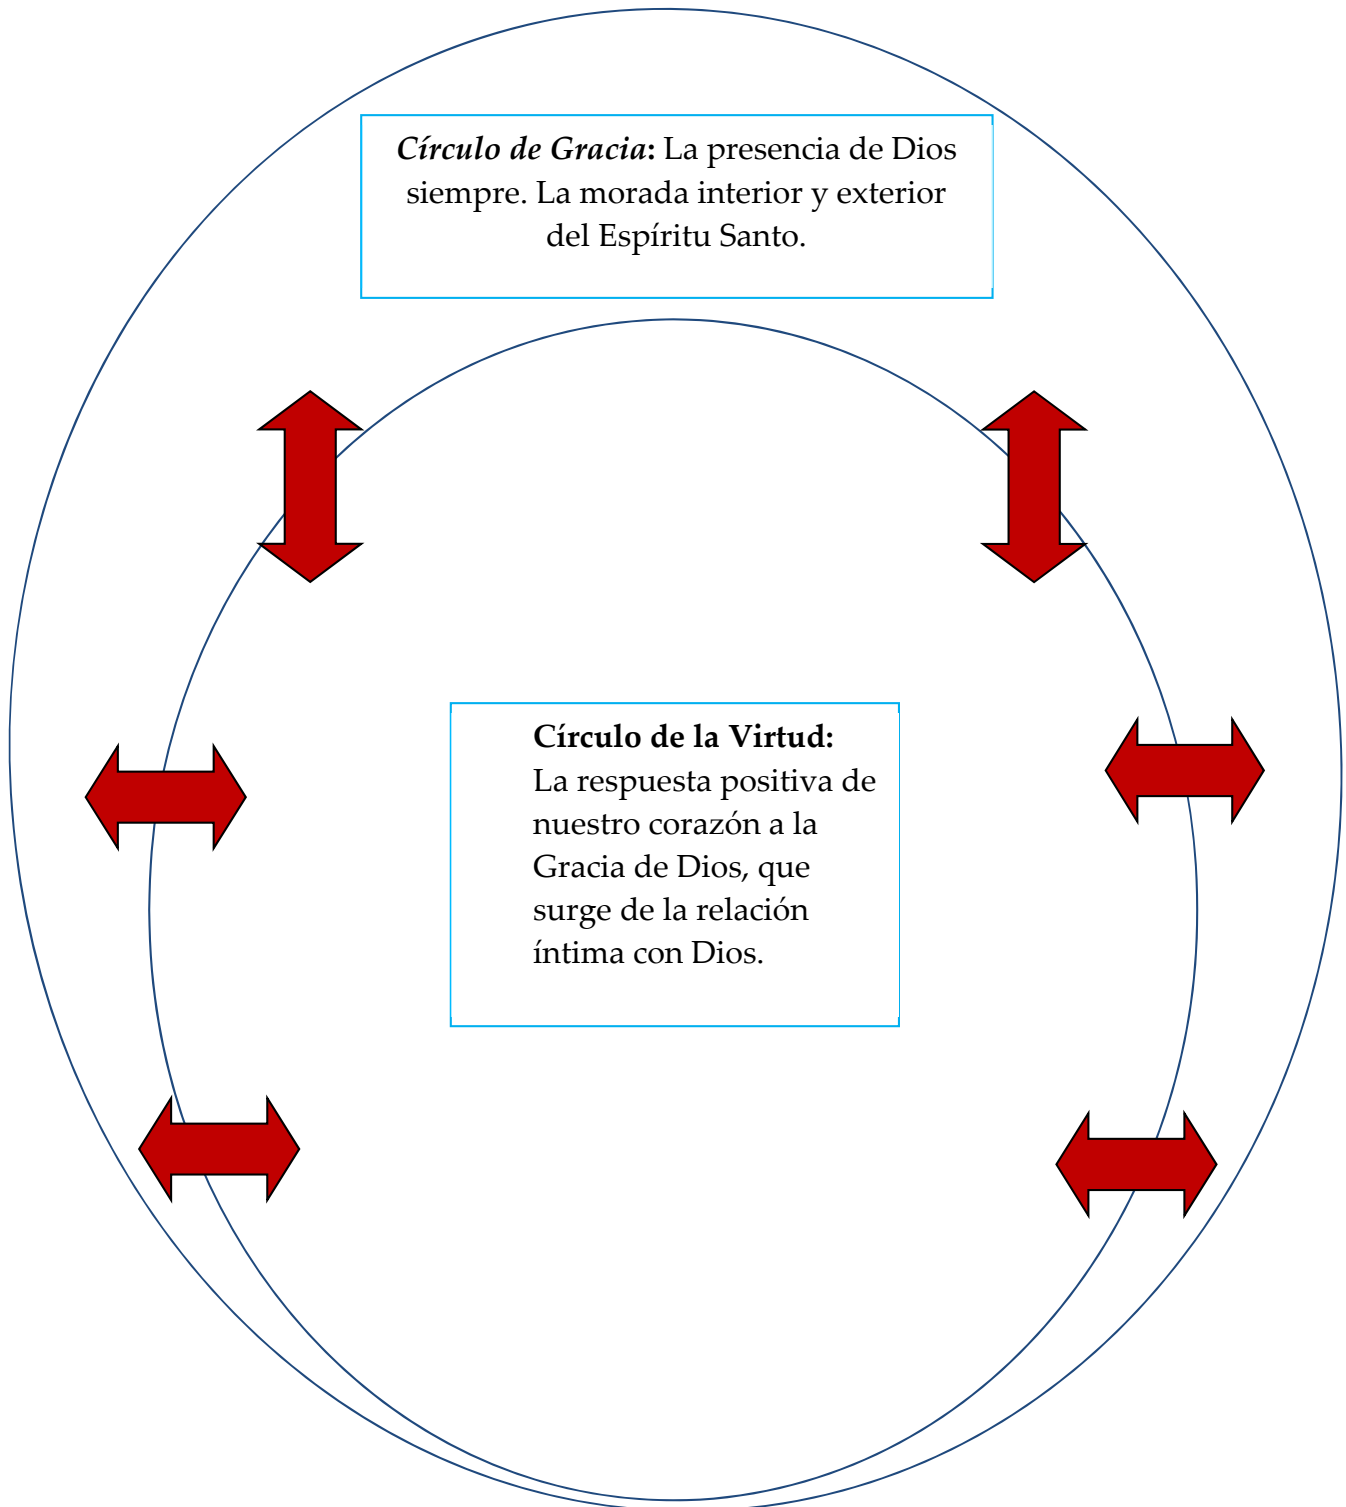 Círculo de Gracia: La presencia de Dios
siempre. La morada interior y exterior
del Espíritu Santo.
Círculo de la Virtud:
La respuesta positiva de
nuestro corazón a la
Gracia de Dios, que
surge de la relación
íntima con Dios.